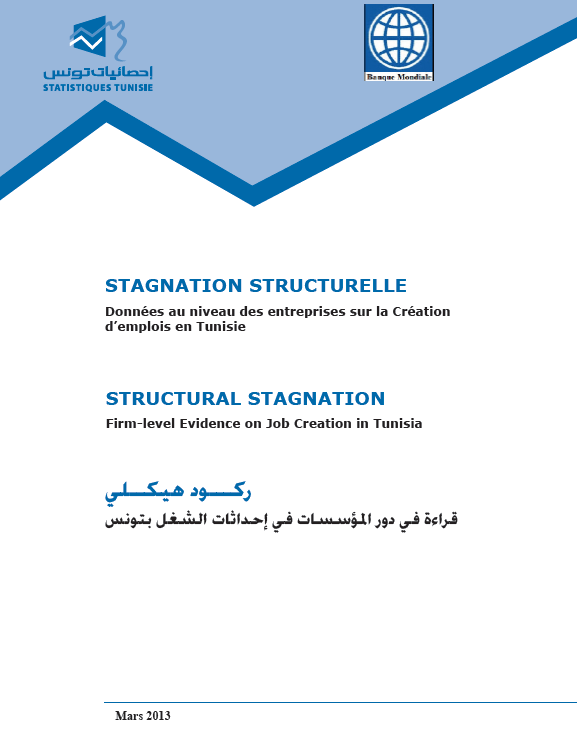 احصائيات تونس
STATISTIQUES TUNISIE
Banque Mondiale
STAGNATION STRUCTURELLE
Données au niveau des entreprises sur la Création
d’emplois en Tunisie
STRUCTURAL STAGNATION
Firm-level Evidence on Job Creation in Tunisia
ركـــود هيكـــلي
قراءة في دور المؤسسات في إحداثات الشغل بتونس
Mars 2013